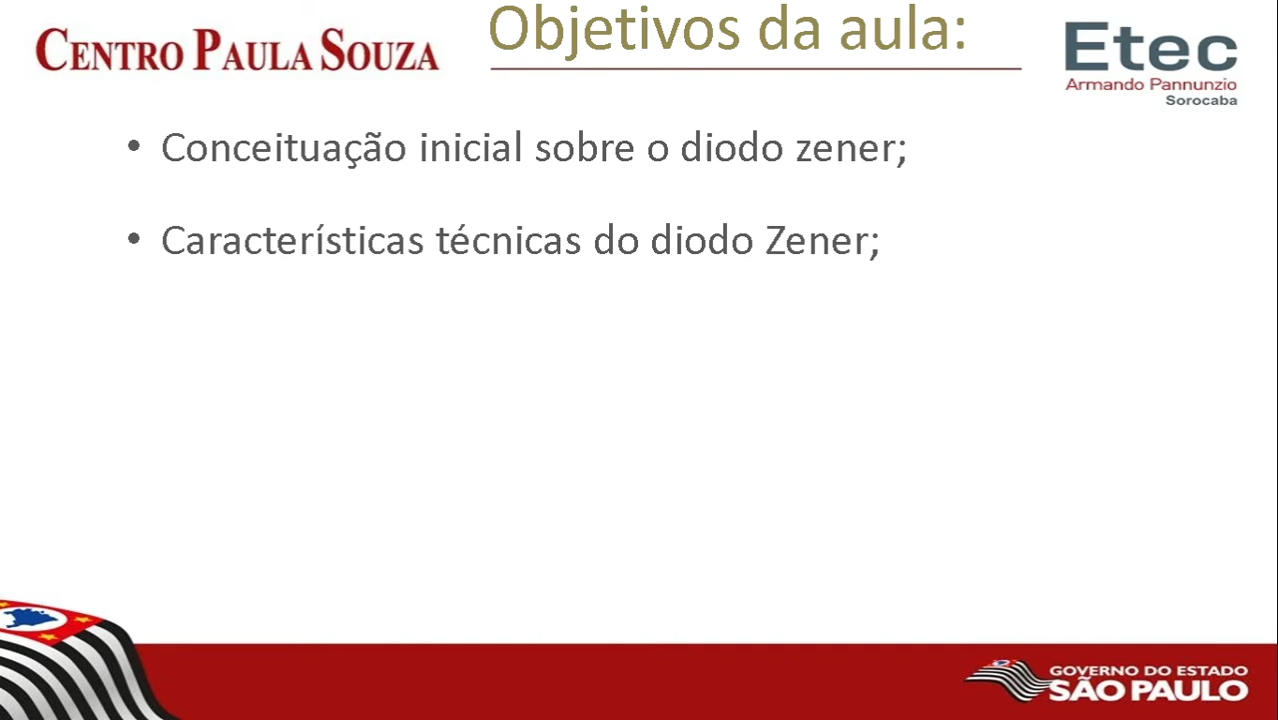 CENTRO PAULA SOUZA
Objetivos da aula:
Etec
Armando Pannunzio
Sorocaba
• Conceituação inicial sobre o diodo zener;
• Características técnicas do diodo Zener;
GOVERNO DO ESTADO
SÃO PAULO